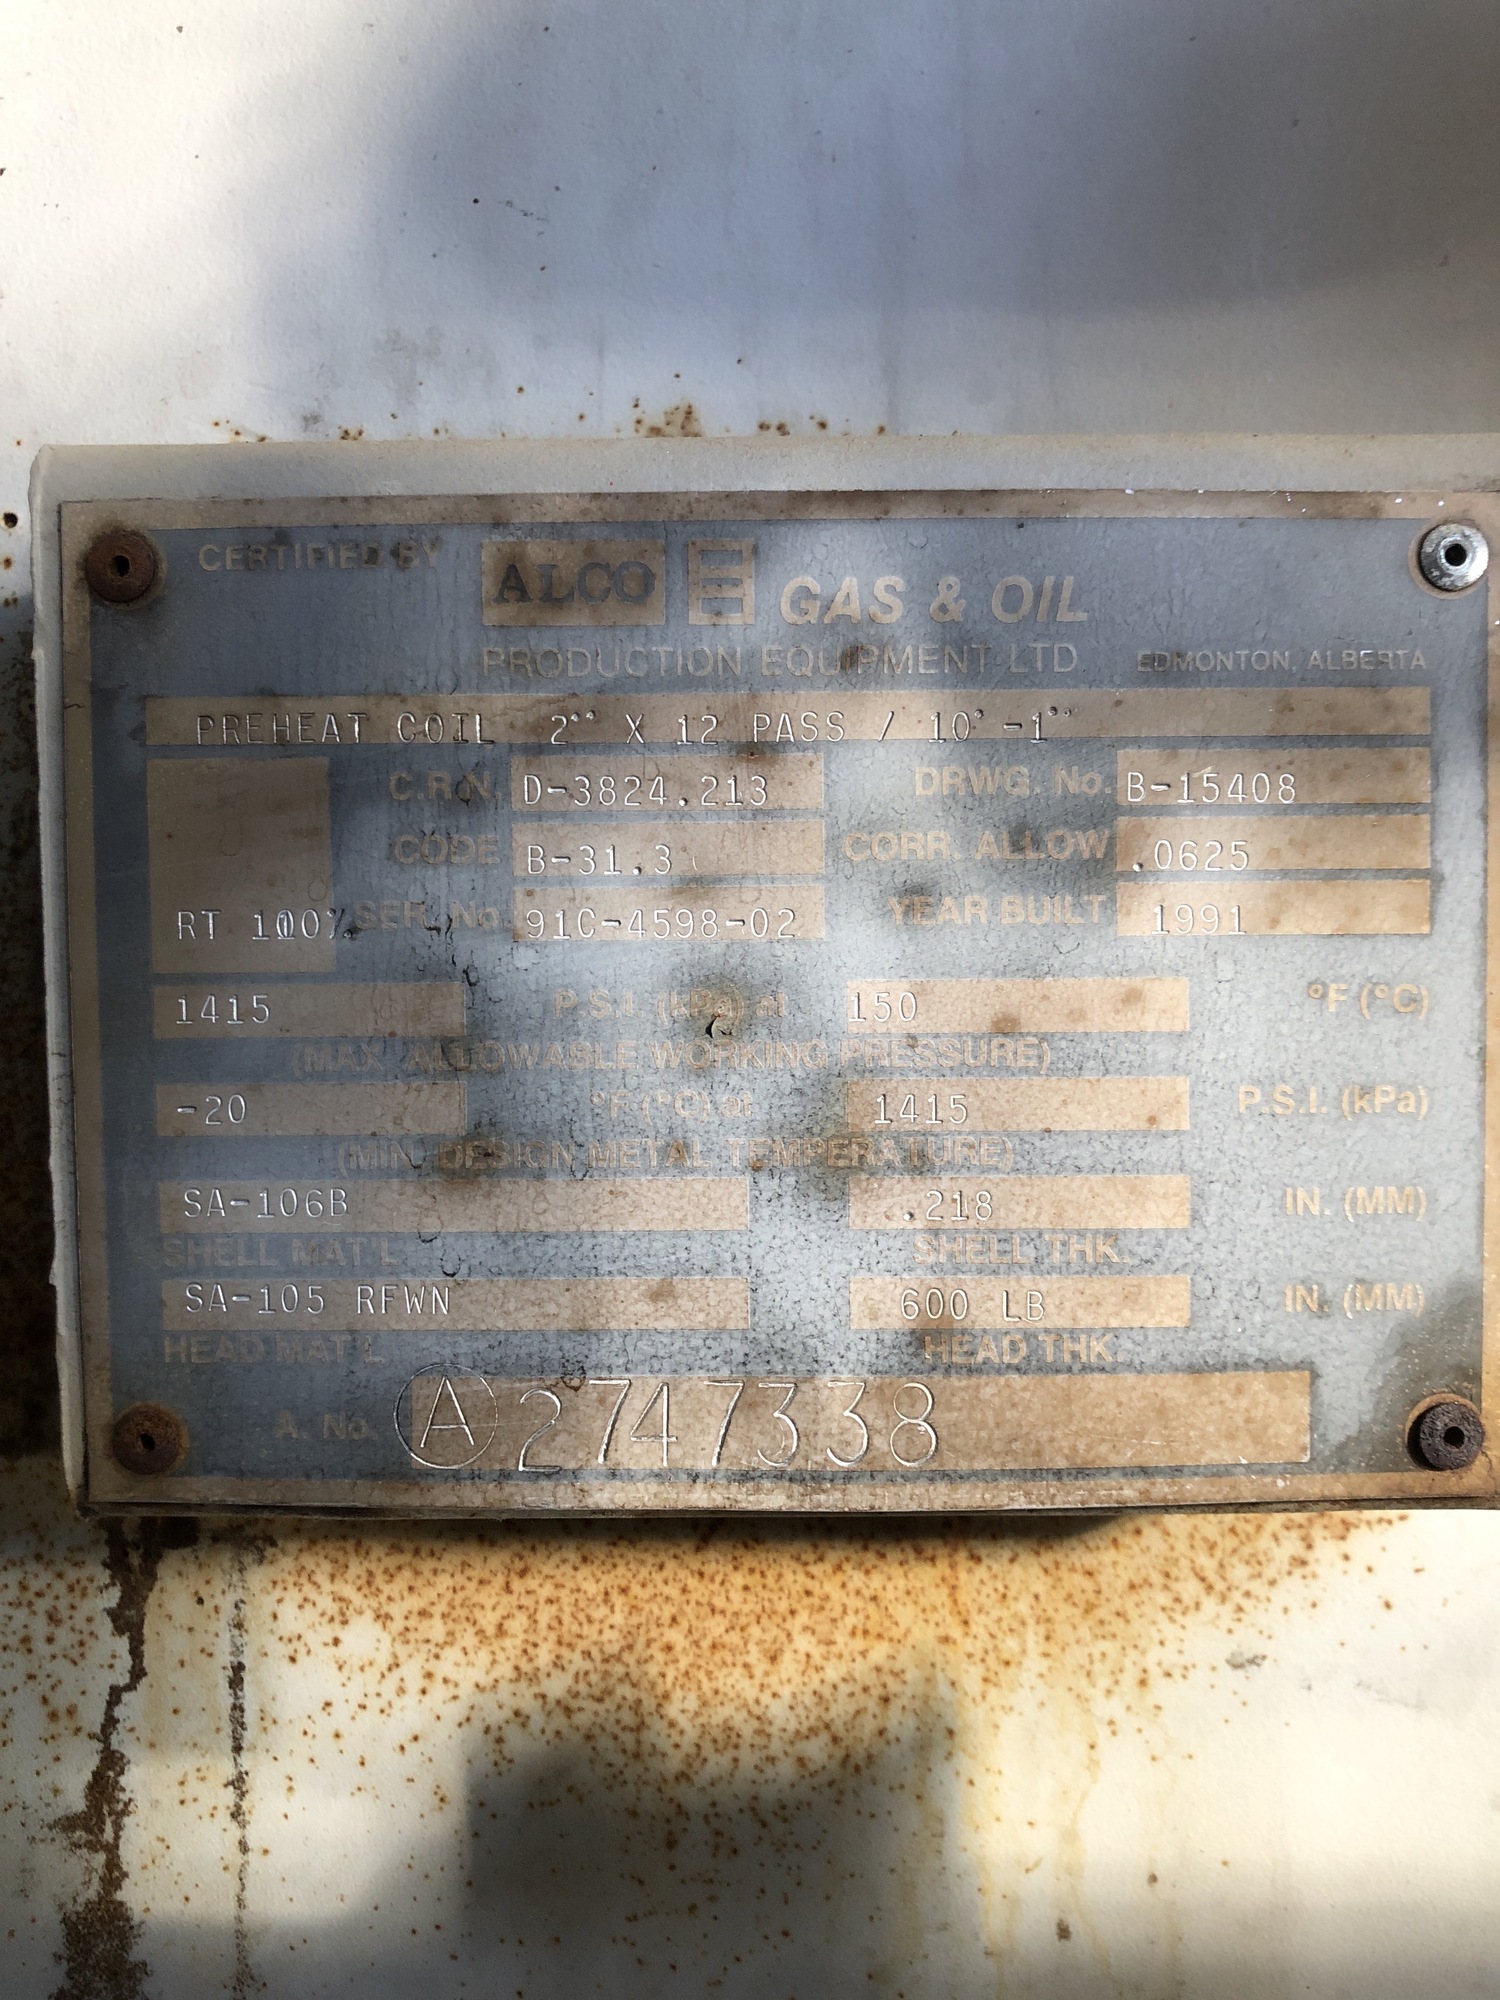 CERTIFIED BY ALCO GAS & OIL
PRODUCTION EQUIPMENT LTD EDMONTON, ALBERTA
PREHEAT COIL 2" X 12 PASS / 10' -1"
C.R.N. D-3824.213 DRWG. No. B-15408
CODE B-31.3 CORR. ALLOW .0625
RT 100% SER. No. 91C-4598-02 YEAR BUILT 1991
1415 P.S.I. (kPa) at 150 °F (°C)
(MAX. ALLOWABLE WORKING PRESSURE)
-20 °F (°C) at 1415 P.S.I. (kPa)
(MIN. DESIGN METAL TEMPERATURE)
SA-106B .218 IN. (MM)
SHELL MAT'L SHELL THK.
SA-105 RFWN 600 LB IN. (MM)
HEAD MAT'L HEAD THK.
A. No. A 2747338